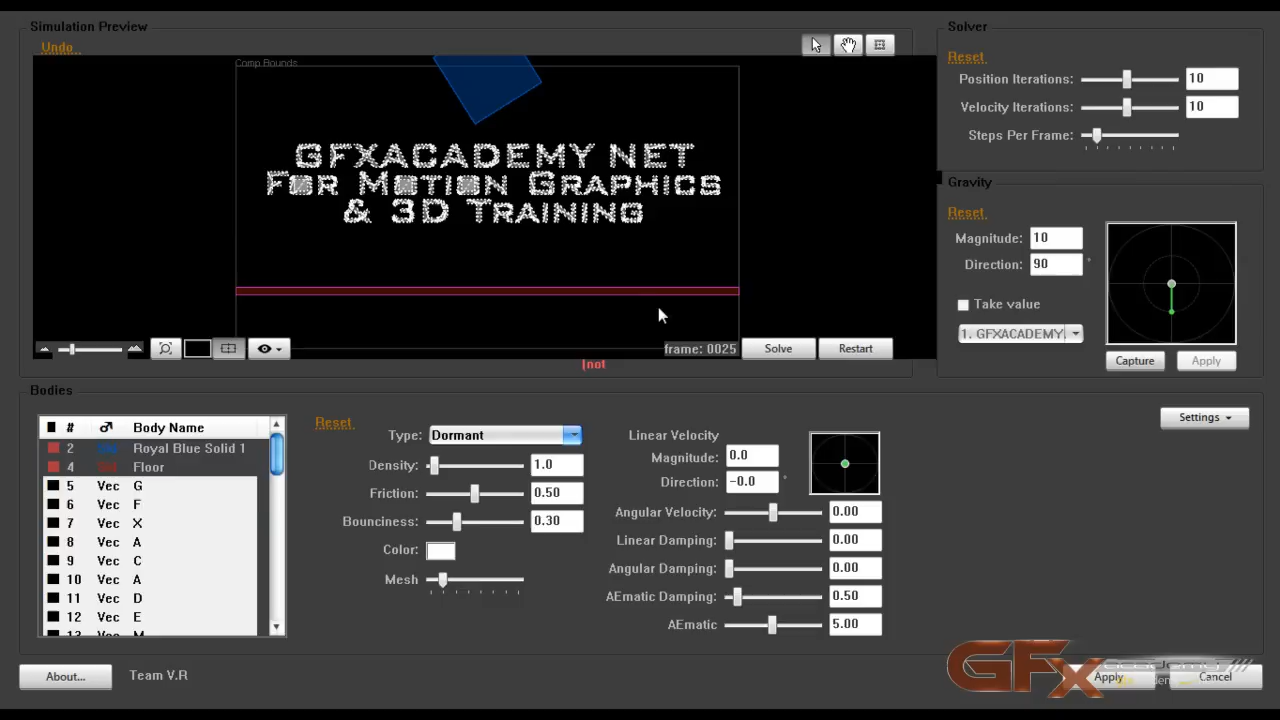 Simulation Preview
Undo
Comp Bounds
GFXACADEMY NET
FOR MOTION GRAPHICS
& 3D TRAINING
frame: 0025
Solve
Restart
[not
Solver
Reset
Position Iterations: 10
Velocity Iterations: 10
Steps Per Frame:
Gravity
Reset
Magnitude: 10
Direction: 90 °
Take value
1. GFXACADEMY.
Capture
Apply
Bodies
# Body Name
2 Royal Blue Solid 1
4 Floor
5 Vec G
6 Vec F
7 Vec X
8 Vec A
9 Vec C
10 Vec A
11 Vec D
12 Vec E
13 Vec M
Reset
Type: Dormant
Density: 1.0
Friction: 0.50
Bounciness: 0.30
Color:
Mesh
Linear Velocity
Magnitude: 0.0
Direction: -0.0 °
Angular Velocity: 0.00
Linear Damping: 0.00
Angular Damping: 0.00
AEmatic Damping: 0.50
AEmatic 5.00
Settings
About...
Team V.R
GFx academy
Apply
Cancel